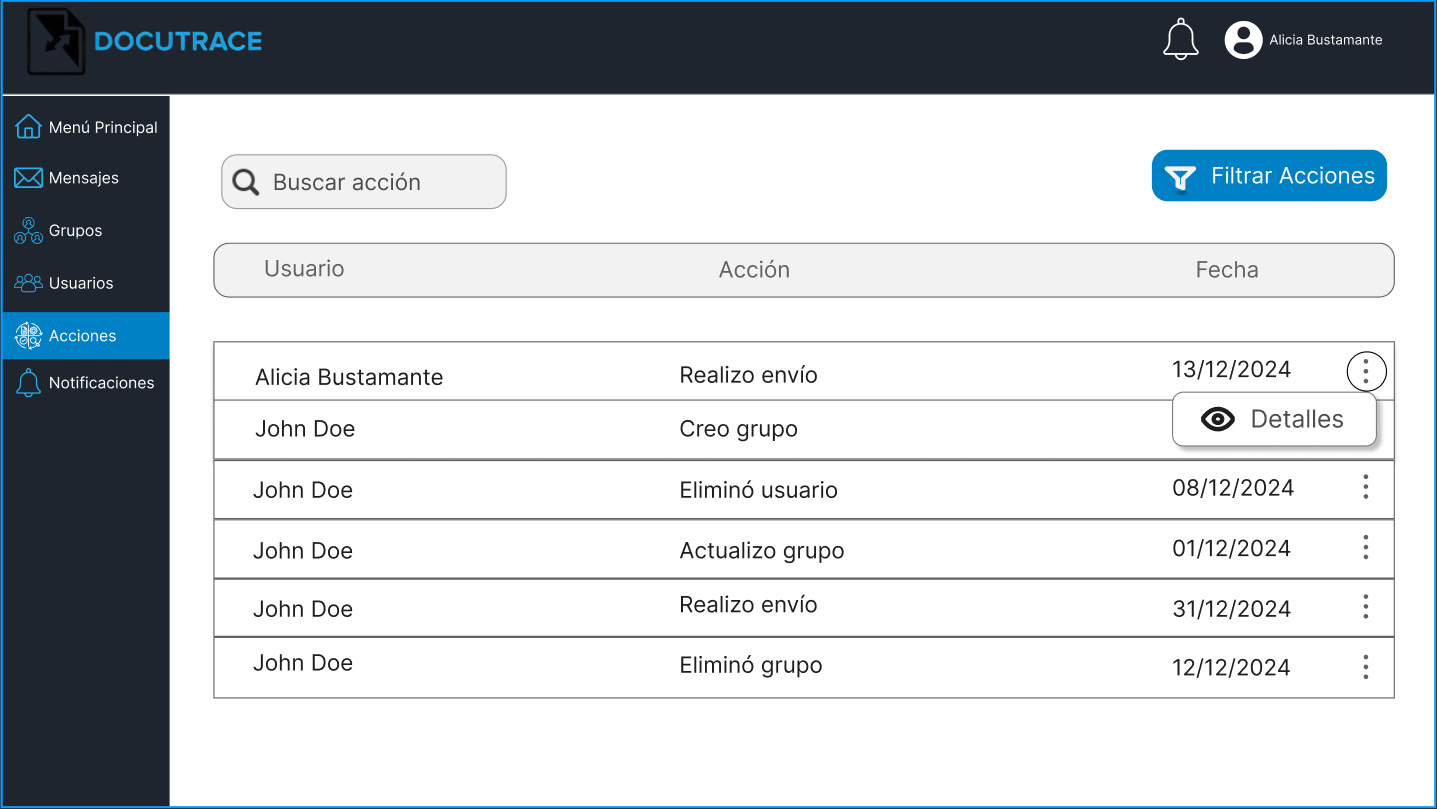 DOCUTRACE
Alicia Bustamante
Menú Principal
Mensajes
Grupos
Usuarios
Acciones
Notificaciones
Buscar acción
Filtrar Acciones
Usuario Acción Fecha
Alicia Bustamante Realizo envío 13/12/2024
Detalles
John Doe Creo grupo
John Doe Eliminó usuario 08/12/2024
John Doe Actualizo grupo 01/12/2024
John Doe Realizo envío 31/12/2024
John Doe Eliminó grupo 12/12/2024